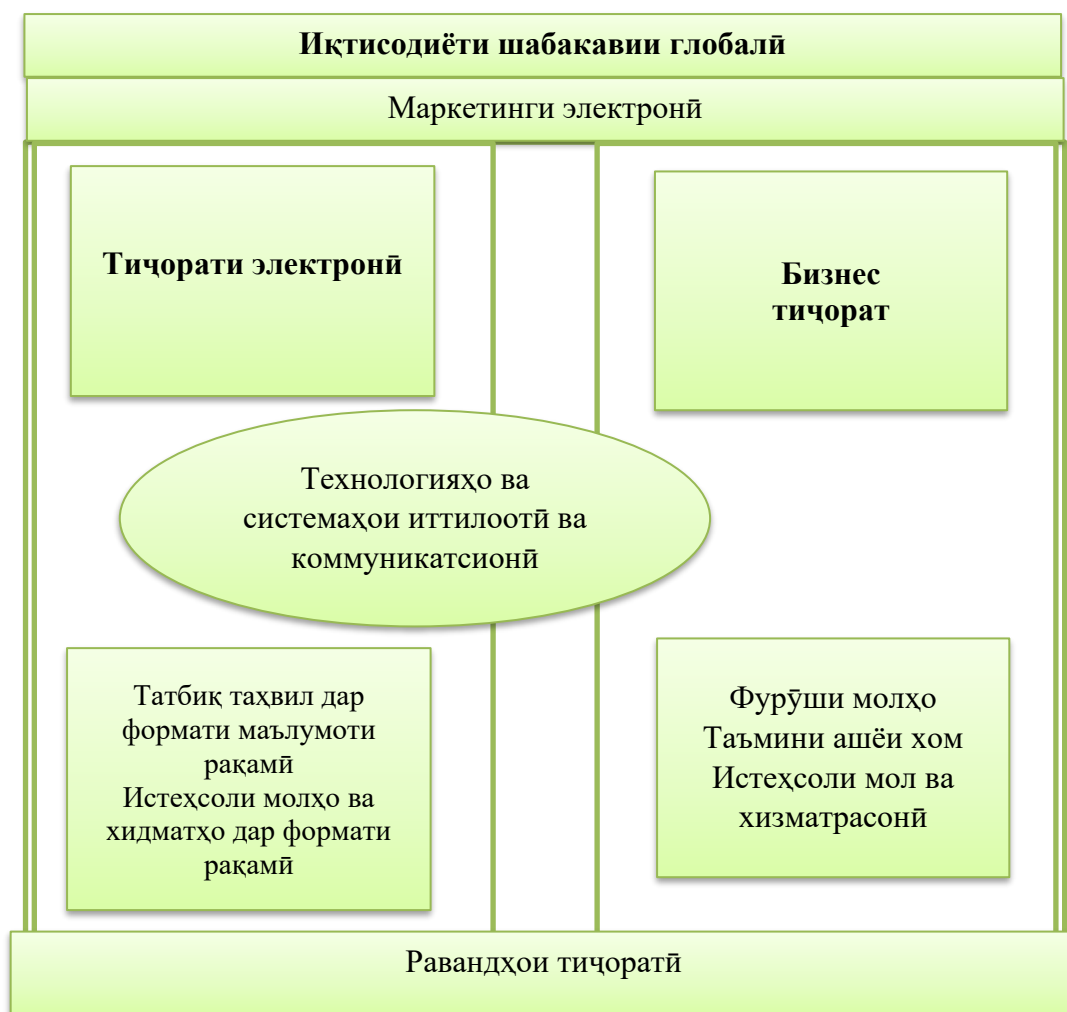 Иқтисодиёти шабакавии глобалӣ
Маркетинги электронӣ
Тиҷорати электронӣ
Бизнес
тиҷорат
Технологияҳо ва
системаҳои иттилоотӣ ва
коммуникатсионӣ
Татбиқ таҳвил дар
формати маълумоти
рақамӣ
Истеҳсоли молҳо ва
хидматҳо дар формати
рақамӣ
Фурӯши молҳо
Таъмини ашёи хом
Истеҳсоли мол ва
хизматрасонӣ
Равандҳои тиҷоратӣ